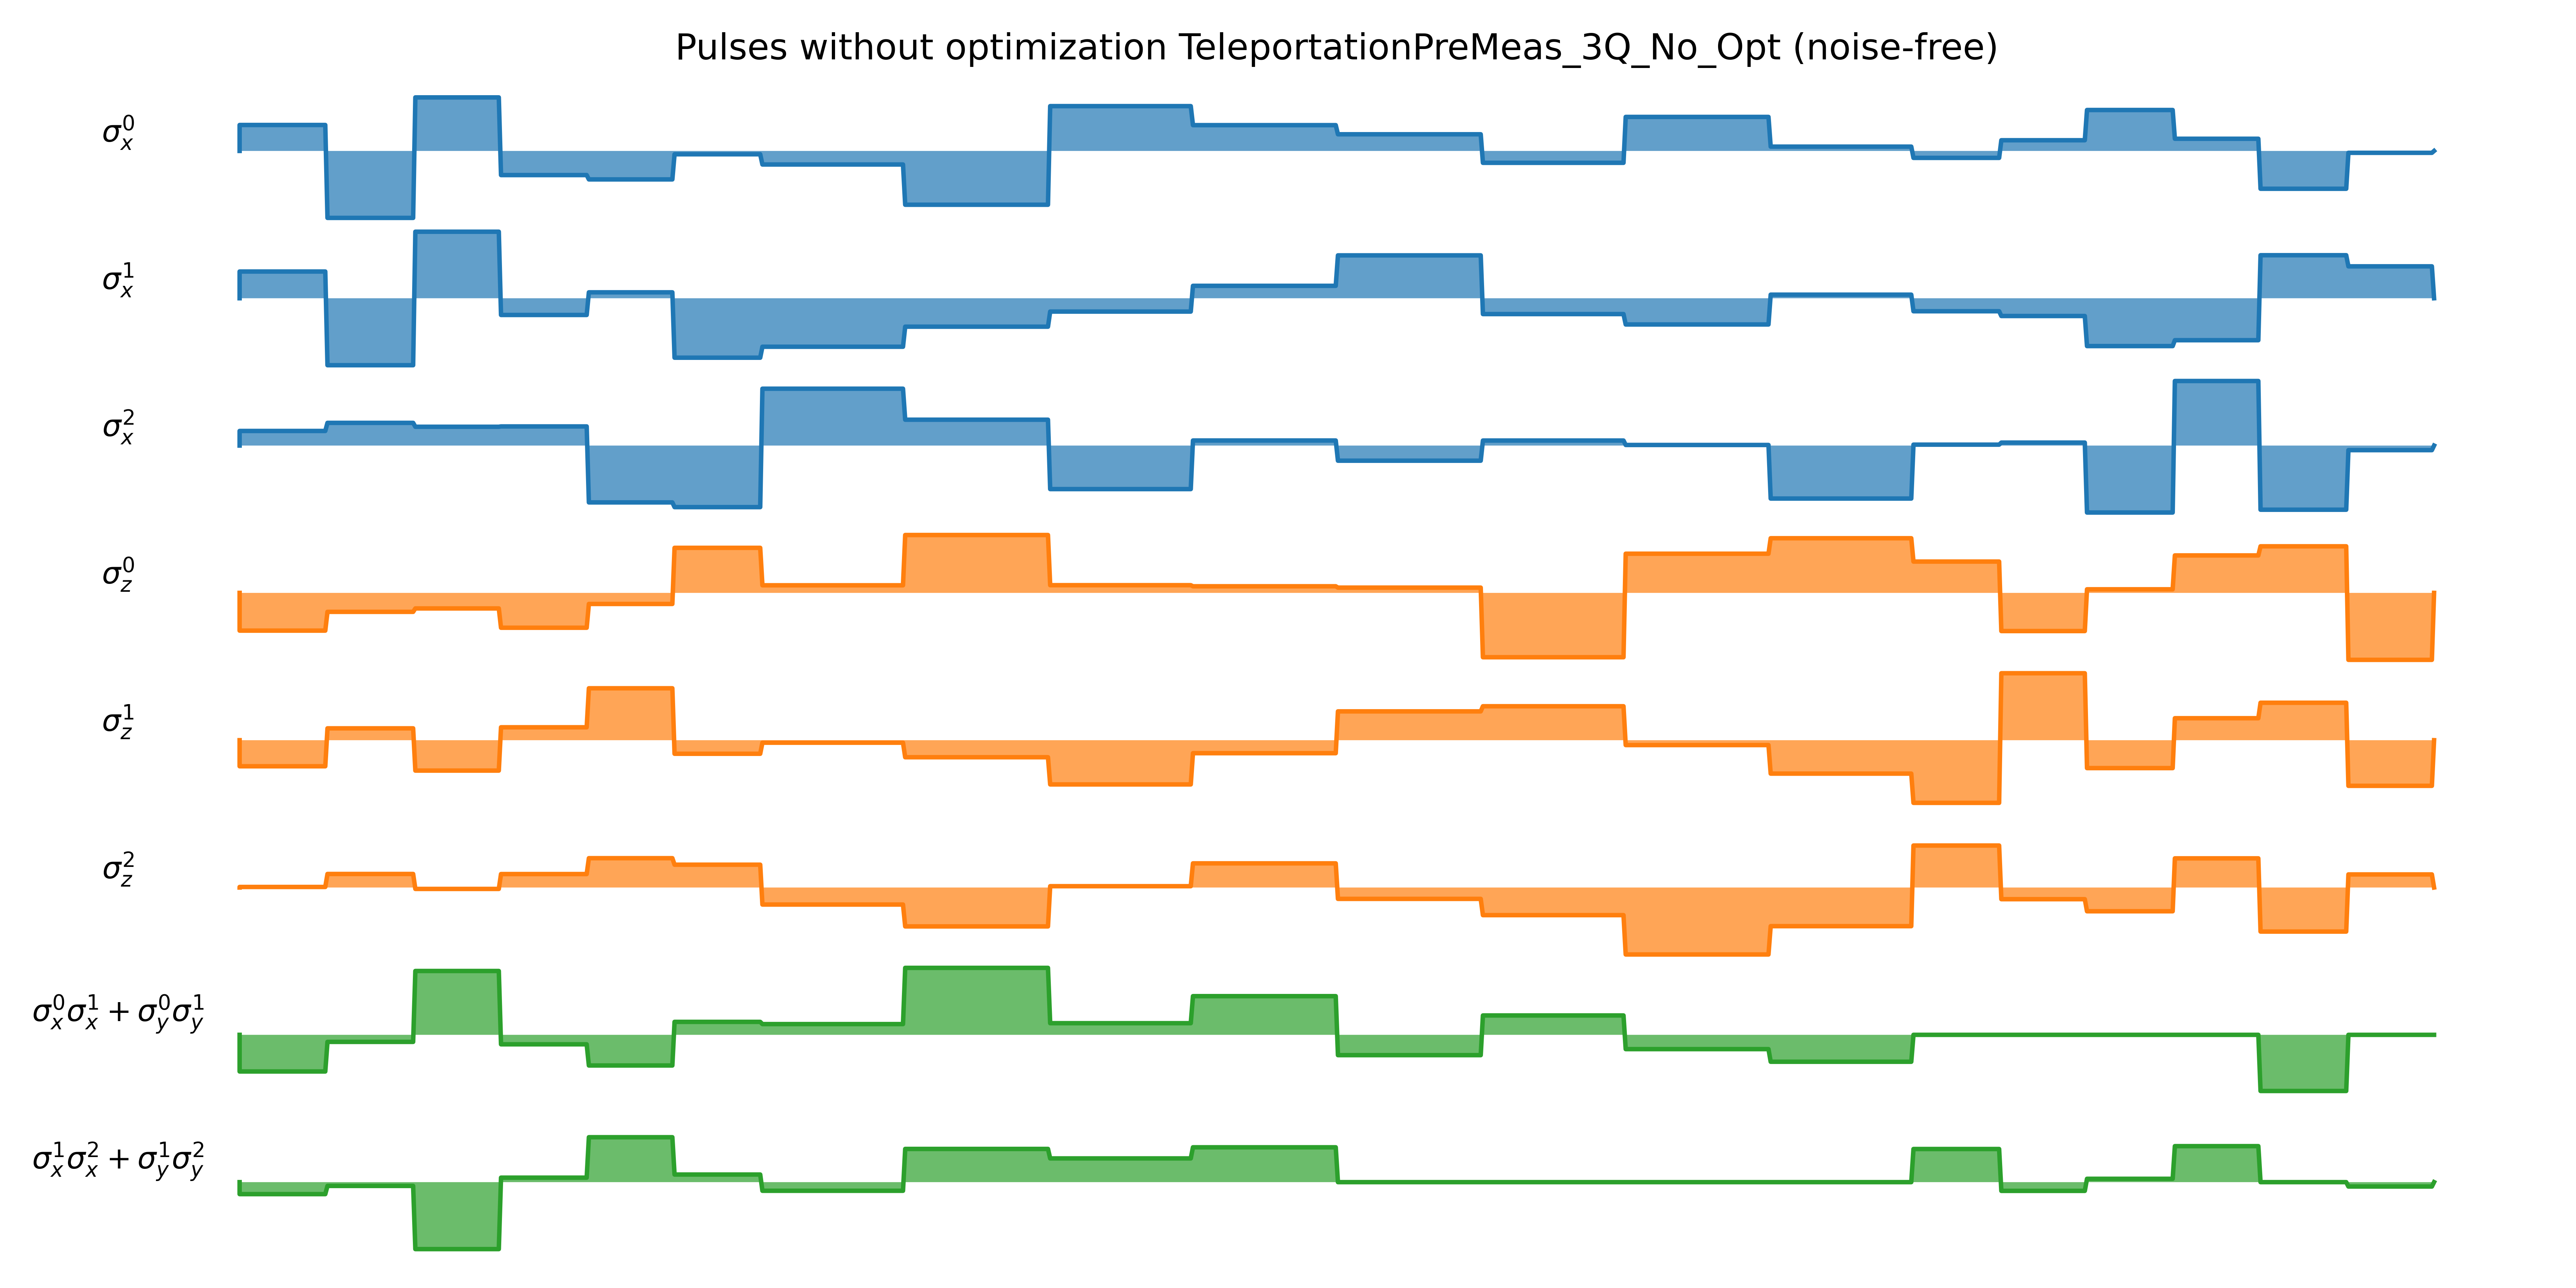 Pulses without optimization TeleportationPreMeas_3Q_No_Opt (noise-free)
σ_x^0
σ_x^1
σ_x^2
σ_z^0
σ_z^1
σ_z^2
σ_x^0σ_x^1 + σ_y^0σ_y^1
σ_x^1σ_x^2 + σ_y^1σ_y^2